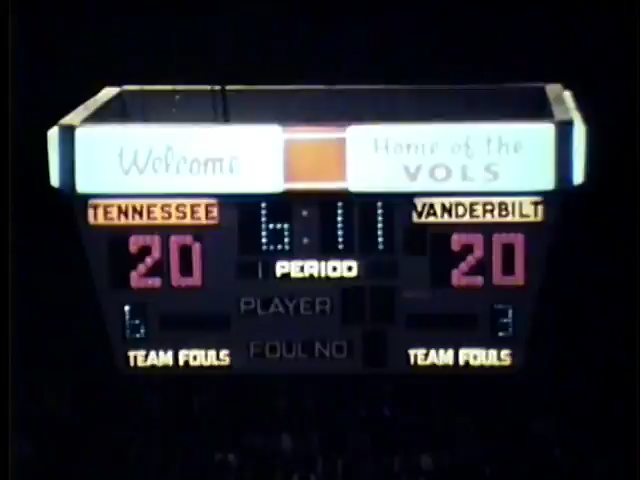 Welcome
Home of the
VOLS
TENNESSEE
6:11
VANDERBILT
20
1 PERIOD
20
PLAYER
6
3
TEAM FOULS
FOUL NO
TEAM FOULS